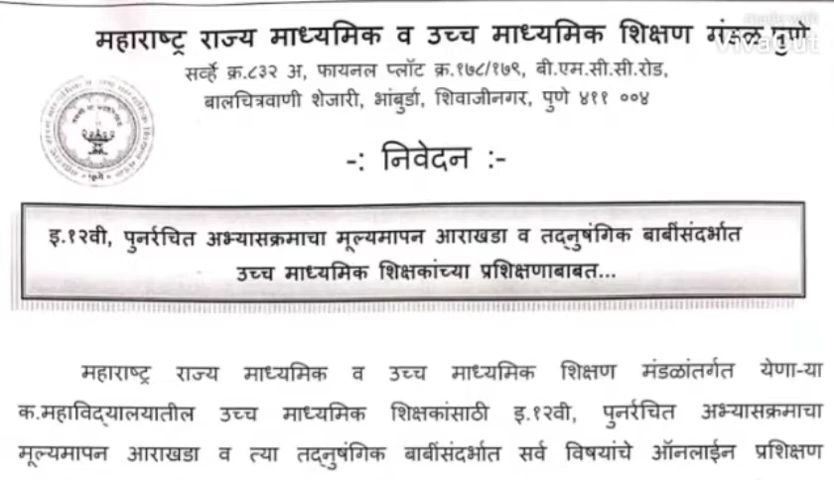 महाराष्ट्र राज्य माध्यमिक व उच्च माध्यमिक शिक्षण मंडळ पुणे
सर्व्हे क्र.८३२ अ, फायनल प्लॉट क्र.१७८/१७९, बी.एम.सी.सी.रोड,
बालचित्रवाणी शेजारी, भांबुर्डा, शिवाजीनगर, पुणे ४११ ००४
-: निवेदन :-
इ.१२वी, पुनर्रचित अभ्यासक्रमाचा मूल्यमापन आराखडा व तद्नुषंगिक बाबींसंदर्भात
उच्च माध्यमिक शिक्षकांच्या प्रशिक्षणाबाबत...
महाराष्ट्र राज्य माध्यमिक व उच्च माध्यमिक शिक्षण मंडळांतर्गत येणा-या
क.महाविद्यालयातील उच्च माध्यमिक शिक्षकांसाठी इ.१२वी, पुनर्रचित अभ्यासक्रमाचा
मूल्यमापन आराखडा व त्या तद्नुषंगिक बाबींसंदर्भात सर्व विषयांचे ऑनलाईन प्रशिक्षण